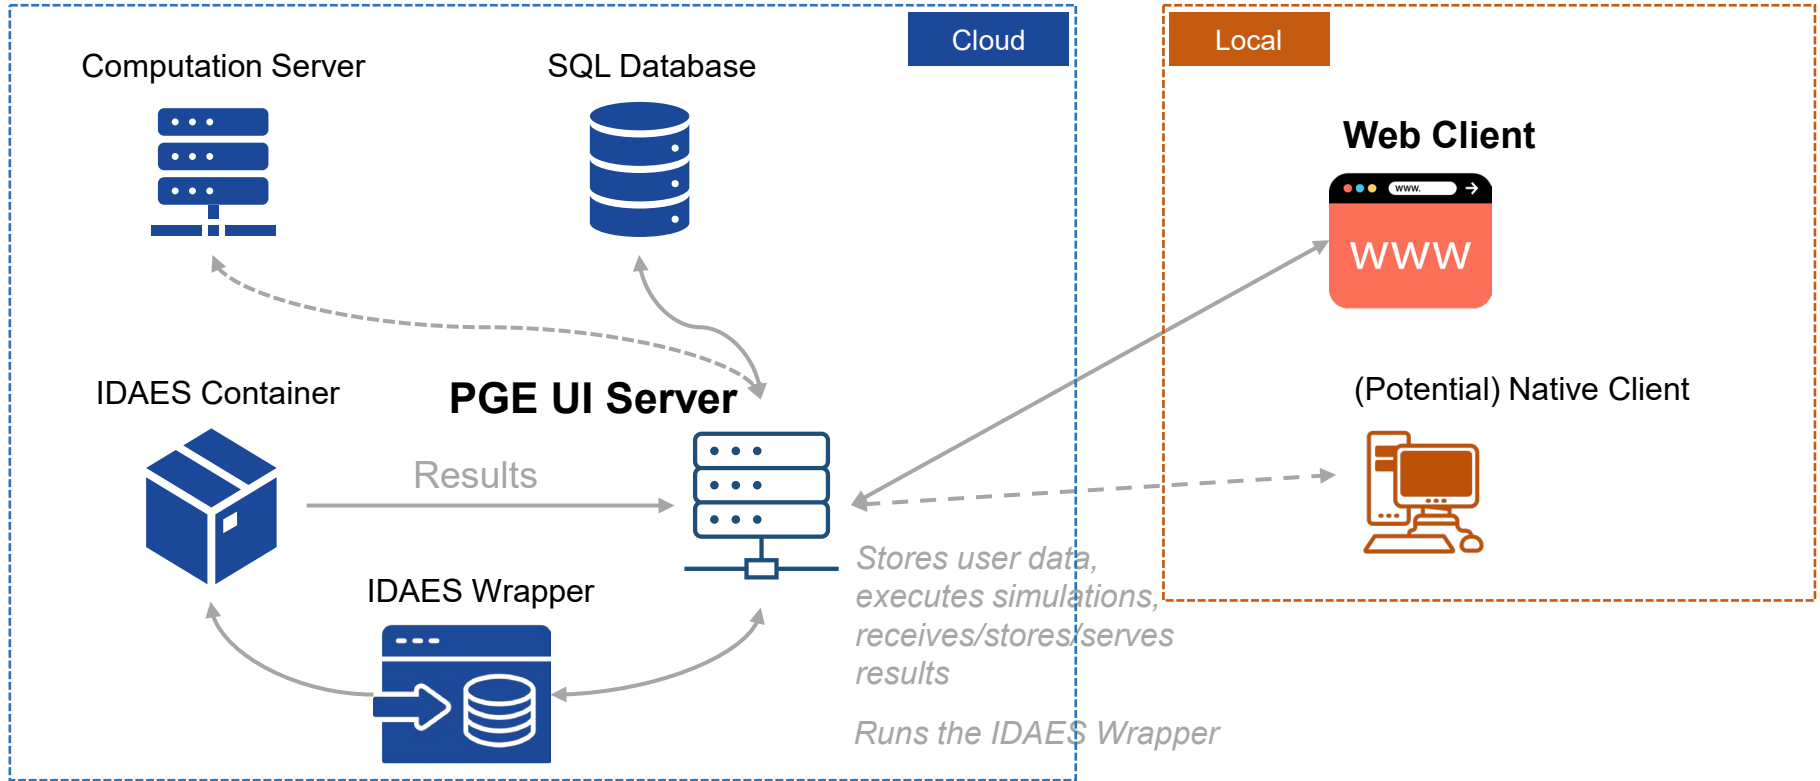 Cloud
Local
Computation Server
SQL Database
Web Client
www.
WWW
IDAES Container
PGE UI Server
(Potential) Native Client
Results
IDAES Wrapper
Stores user data,
executes simulations,
receives/stores/serves
results
Runs the IDAES Wrapper